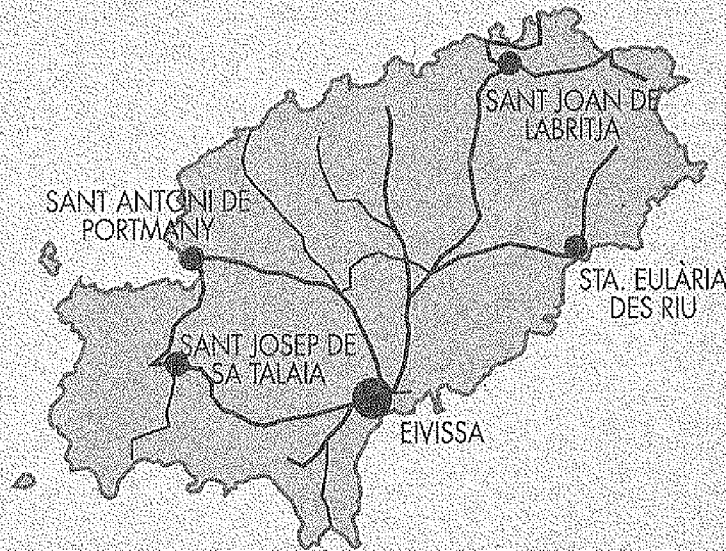 SANT JOAN DE
LABRITJA
SANT ANTONI DE
PORTMANY
STA. EULÀRIA
DES RIU
SANT JOSEP DE
SA TALAIA
EIVISSA